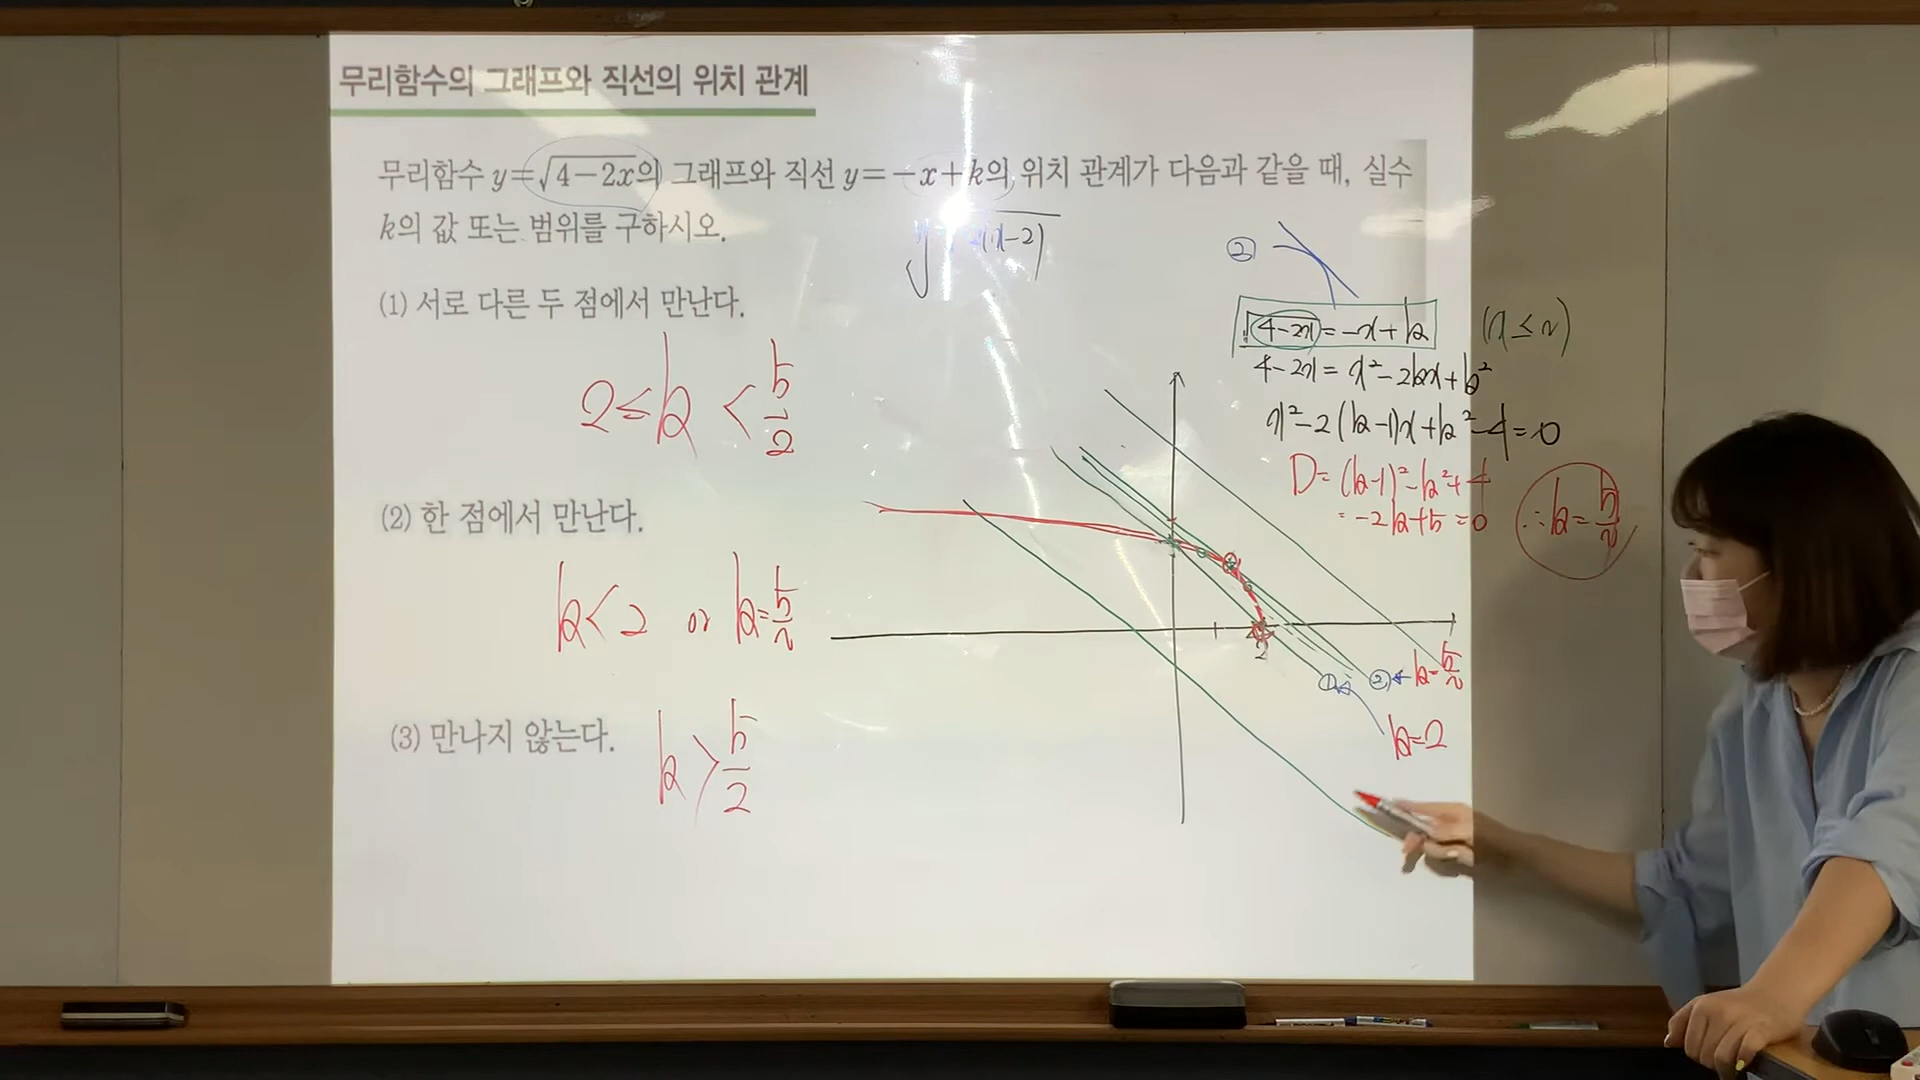 무리함수의 그래프와 직선의 위치 관계
무리함수 y=√4−2x의 그래프와 직선 y=−x+k의 위치 관계가 다음과 같을 때, 실수
k의 값 또는 범위를 구하시오.
(x−2)
(1) 서로 다른 두 점에서 만난다.
2≤k<5/2
(2) 한 점에서 만난다.
k<2 or k=5/2
(3) 만나지 않는다.
k>5/2
②
√4−2x=−x+k (x≤2)
4−2x=x²−2kx+k²
x²−2(k−1)x+k²−4=0
D=(k−1)²−k²+4
=−2k+5=0
∴k=5/2
2
① ② k=5/2
k=2